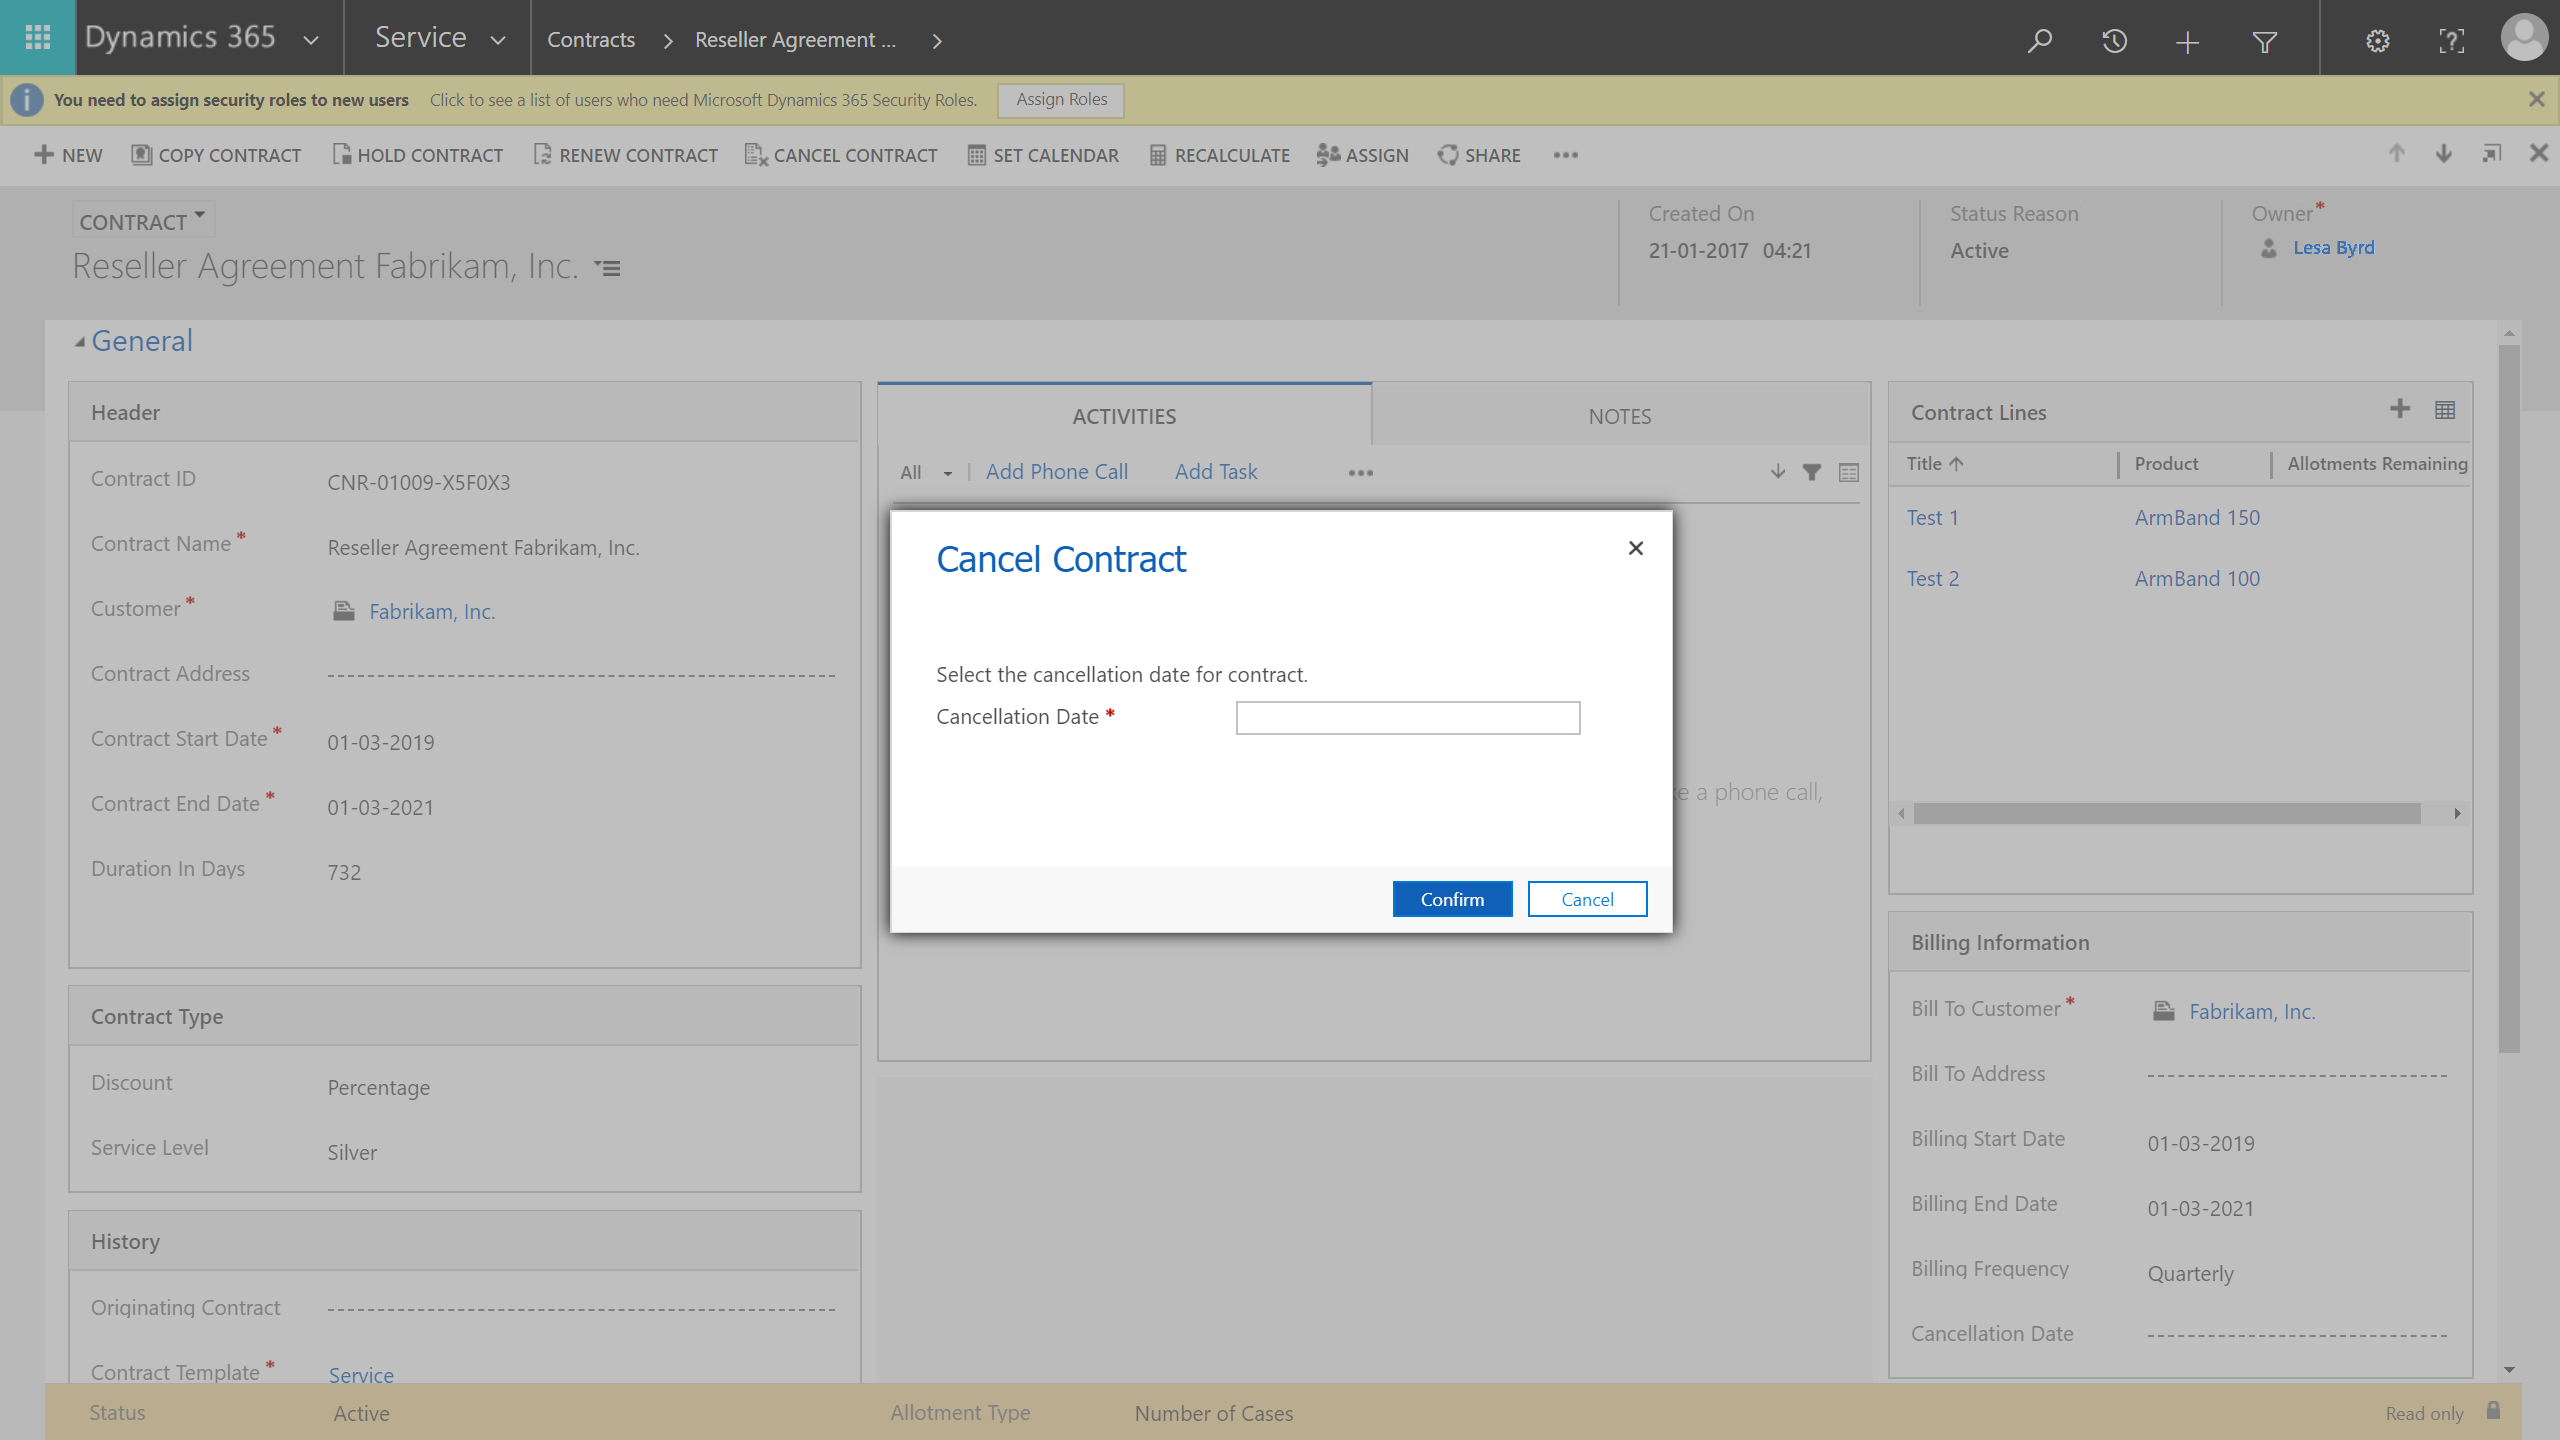 Dynamics 365 Service Contracts Reseller Agreement ...
You need to assign security roles to new users Click to see a list of users who need Microsoft Dynamics 365 Security Roles. Assign Roles
NEW COPY CONTRACT HOLD CONTRACT RENEW CONTRACT CANCEL CONTRACT SET CALENDAR RECALCULATE ASSIGN SHARE
CONTRACT
Reseller Agreement Fabrikam, Inc.
Created On
21-01-2017 04:21
Status Reason
Active
Owner*
Lesa Byrd
General
Header
Contract ID CNR-01009-X5F0X3
Contract Name* Reseller Agreement Fabrikam, Inc.
Customer* Fabrikam, Inc.
Contract Address
Contract Start Date* 01-03-2019
Contract End Date* 01-03-2021
Duration In Days 732
Contract Type
Discount Percentage
Service Level Silver
History
Originating Contract
Contract Template* Service
ACTIVITIES NOTES
All Add Phone Call Add Task
a phone call,
Cancel Contract
Select the cancellation date for contract.
Cancellation Date *
Confirm Cancel
Contract Lines
Title Product Allotments Remaining
Test 1 ArmBand 150
Test 2 ArmBand 100
Billing Information
Bill To Customer* Fabrikam, Inc.
Bill To Address
Billing Start Date 01-03-2019
Billing End Date 01-03-2021
Billing Frequency Quarterly
Cancellation Date
Status Active Allotment Type Number of Cases Read only